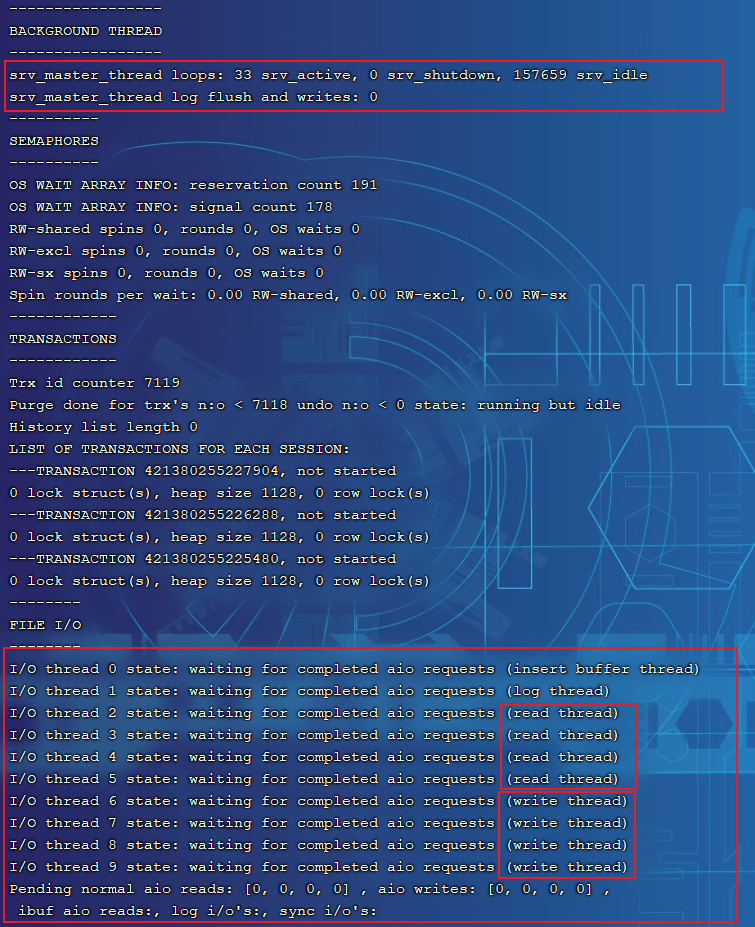 -----------------
BACKGROUND THREAD
-----------------
srv_master_thread loops: 33 srv_active, 0 srv_shutdown, 157659 srv_idle
srv_master_thread log flush and writes: 0
----------
SEMAPHORES
----------
OS WAIT ARRAY INFO: reservation count 191
OS WAIT ARRAY INFO: signal count 178
RW-shared spins 0, rounds 0, OS waits 0
RW-excl spins 0, rounds 0, OS waits 0
RW-sx spins 0, rounds 0, OS waits 0
Spin rounds per wait: 0.00 RW-shared, 0.00 RW-excl, 0.00 RW-sx
------------
TRANSACTIONS
------------
Trx id counter 7119
Purge done for trx's n:o < 7118 undo n:o < 0 state: running but idle
History list length 0
LIST OF TRANSACTIONS FOR EACH SESSION:
---TRANSACTION 421380255227904, not started
0 lock struct(s), heap size 1128, 0 row lock(s)
---TRANSACTION 421380255226288, not started
0 lock struct(s), heap size 1128, 0 row lock(s)
---TRANSACTION 421380255225480, not started
0 lock struct(s), heap size 1128, 0 row lock(s)
--------
FILE I/O
--------
I/O thread 0 state: waiting for completed aio requests (insert buffer thread)
I/O thread 1 state: waiting for completed aio requests (log thread)
I/O thread 2 state: waiting for completed aio requests (read thread)
I/O thread 3 state: waiting for completed aio requests (read thread)
I/O thread 4 state: waiting for completed aio requests (read thread)
I/O thread 5 state: waiting for completed aio requests (read thread)
I/O thread 6 state: waiting for completed aio requests (write thread)
I/O thread 7 state: waiting for completed aio requests (write thread)
I/O thread 8 state: waiting for completed aio requests (write thread)
I/O thread 9 state: waiting for completed aio requests (write thread)
Pending normal aio reads: [0, 0, 0, 0] , aio writes: [0, 0, 0, 0] ,
 ibuf aio reads:, log i/o's:, sync i/o's: